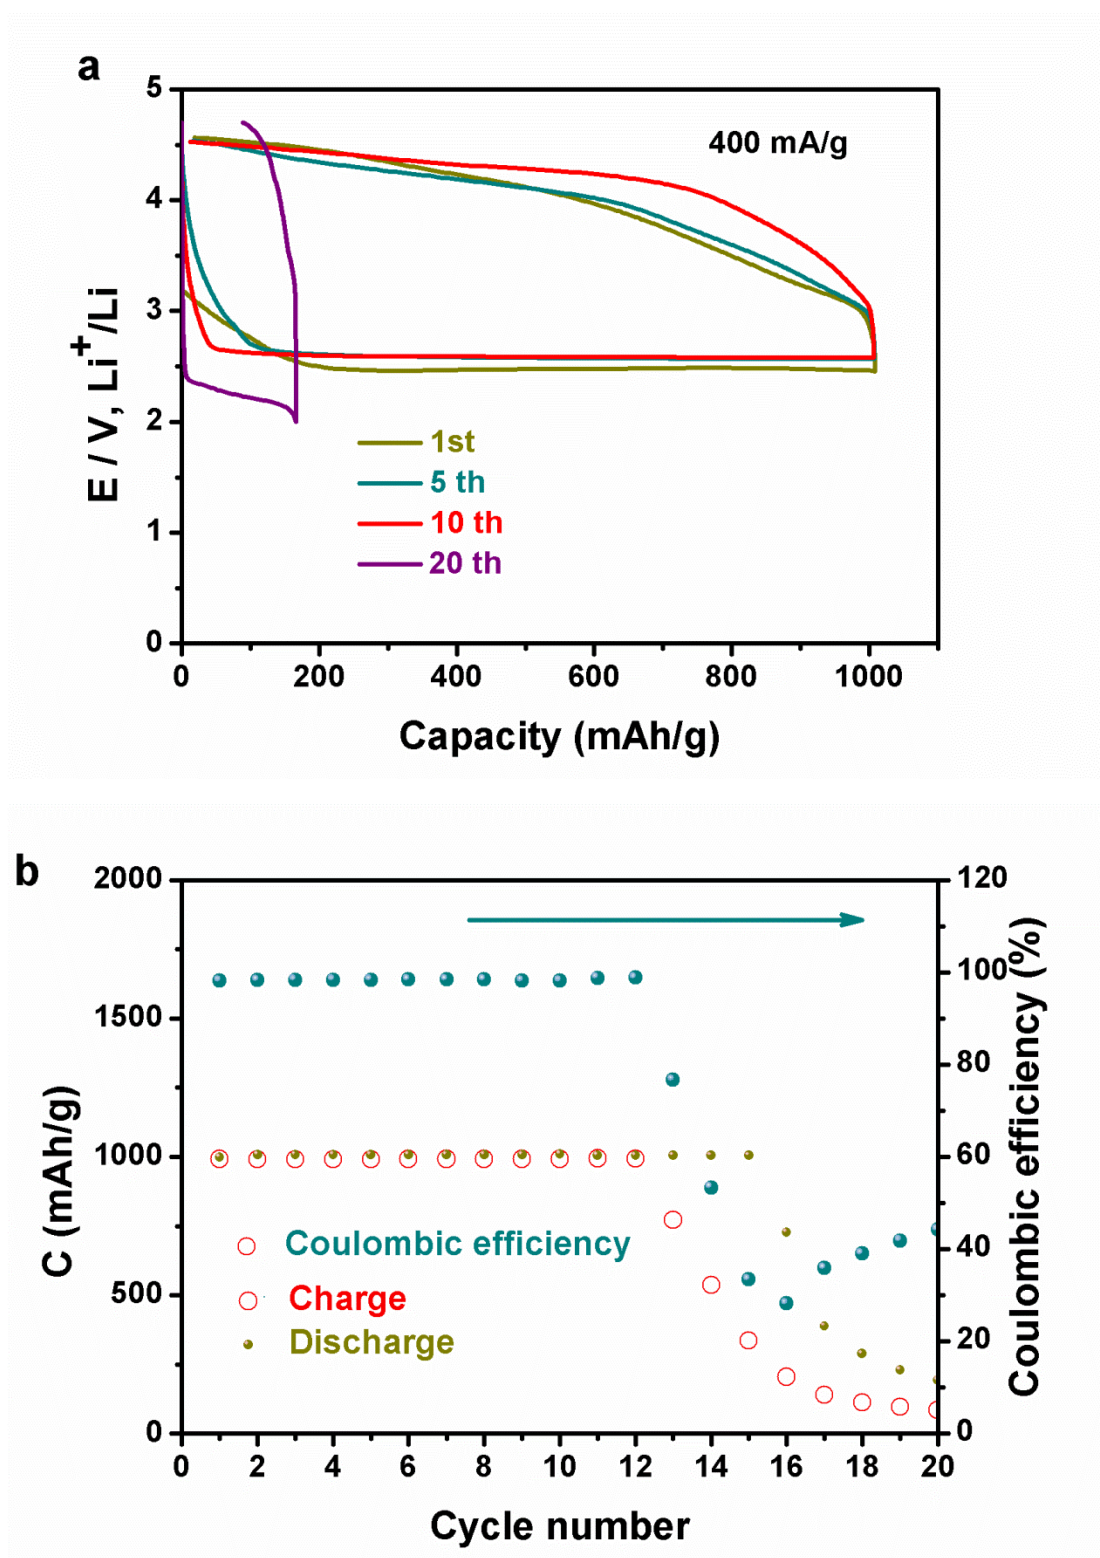 a
5
400 mA/g
4
3
2
1
0
E / V, Li+/Li
1st
5 th
10 th
20 th
0 200 400 600 800 1000
Capacity (mAh/g)
b
2000
1500
1000
500
0
C (mAh/g)
120
100
80
60
40
20
0
Coulombic efficiency (%)
Coulombic efficiency
Charge
Discharge
0 2 4 6 8 10 12 14 16 18 20
Cycle number